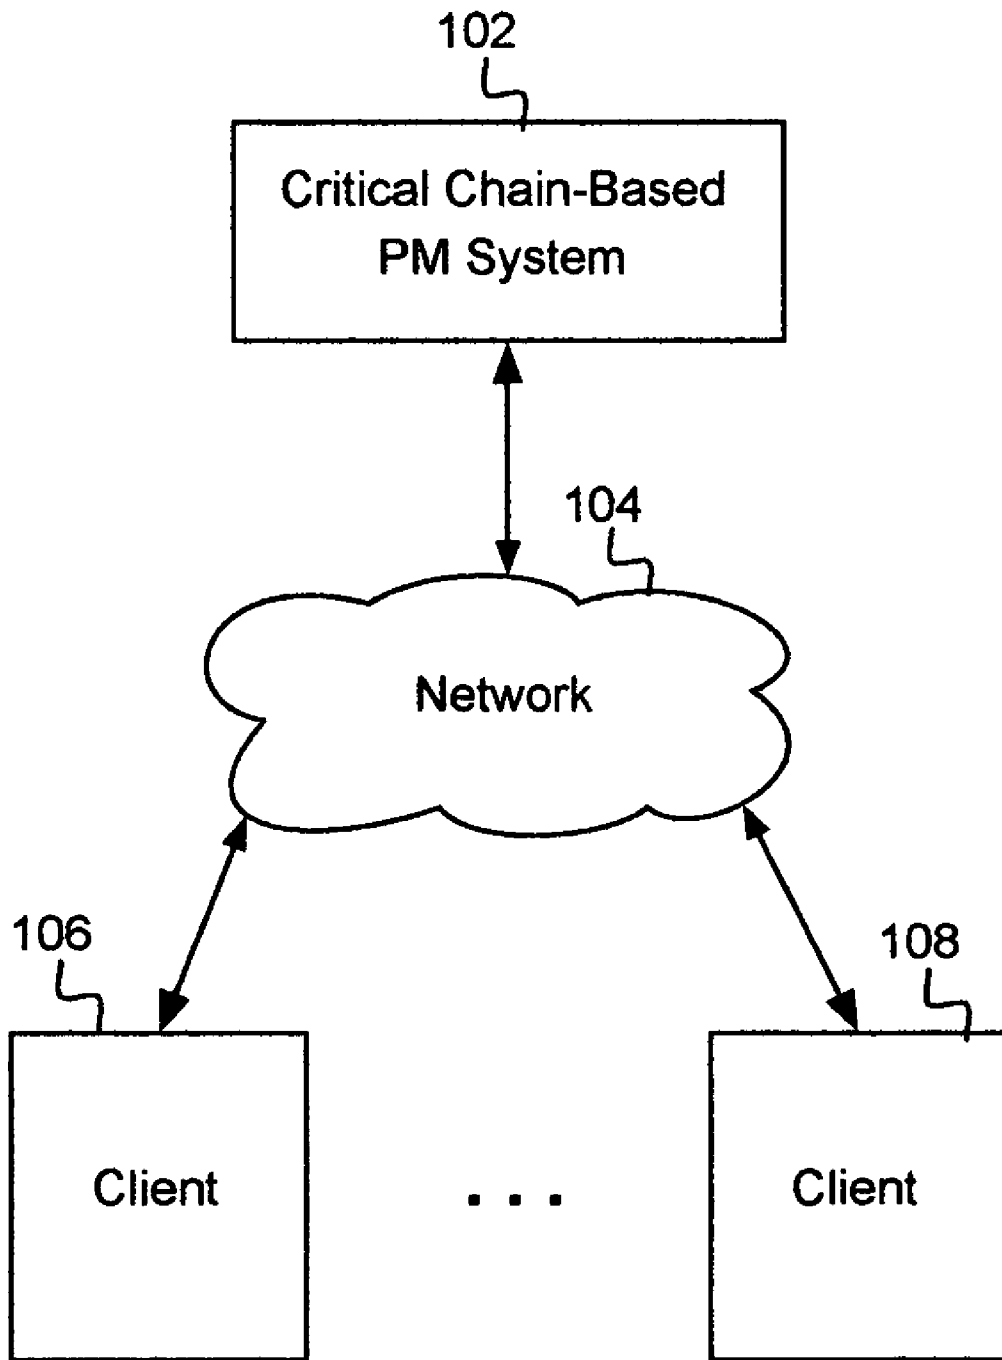 102
Critical Chain-Based
PM System
104
Network
106
108
Client
. . .
Client